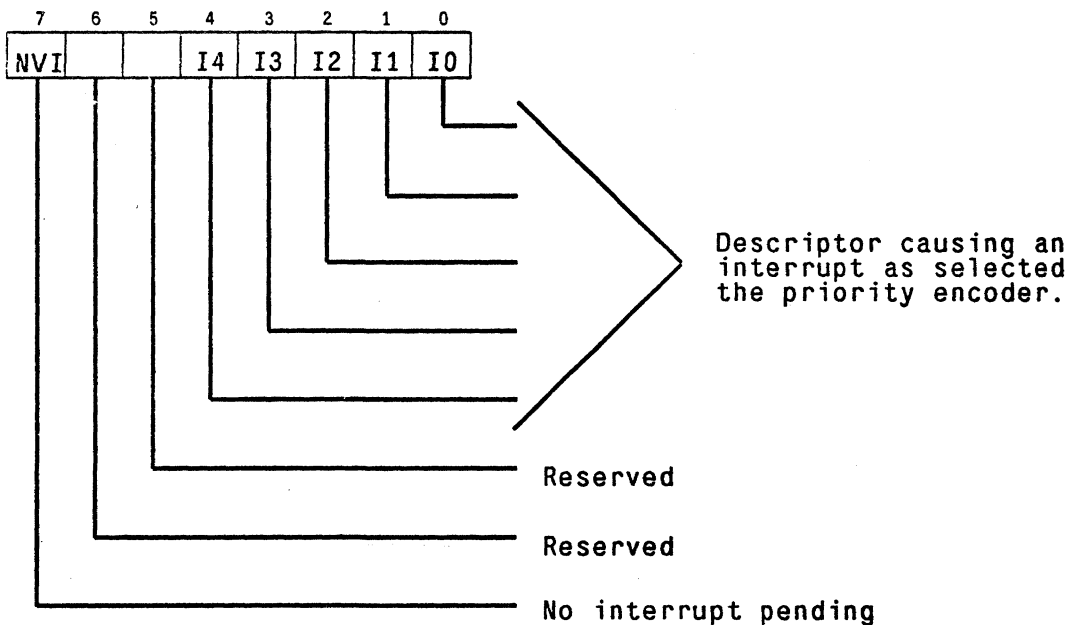 7 6 5 4 3 2 1 0
NVI I4 I3 I2 I1 I0
Descriptor causing an
interrupt as selected
the priority encoder.
Reserved
Reserved
No interrupt pending